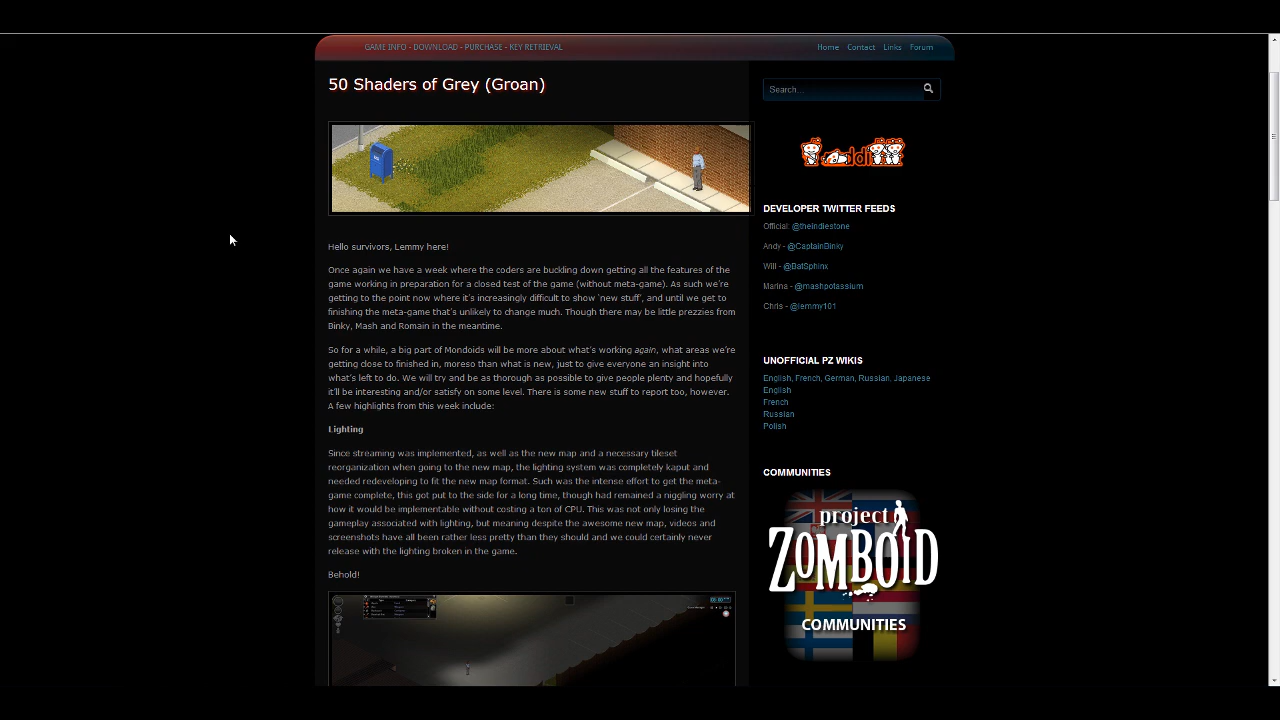 GAME INFO - DOWNLOAD - PURCHASE - KEY RETRIEVAL
Home Contact Links Forum
50 Shaders of Grey (Groan)
Hello survivors, Lemmy here!
Once again we have a week where the coders are buckling down getting all the features of the
game working in preparation for a closed test of the game (without meta-game). As such we're
getting to the point now where it's increasingly difficult to show 'new stuff', and until we get to
finishing the meta-game that's unlikely to change much. Though there may be little prezzies from
Binky, Mash and Romain in the meantime.
So for a while, a big part of Mondoids will be more about what's working again, what areas we're
getting close to finished in, moreso than what is new, just to give everyone an insight into
what's left to do. We will try and be as thorough as possible to give people plenty and hopefully
it'll be interesting and/or satisfy on some level. There is some new stuff to report too, however.
A few highlights from this week include:
Lighting
Since streaming was implemented, as well as the new map and a necessary tileset
reorganization when going to the new map, the lighting system was completely kaput and
needed redeveloping to fit the new map format. Such was the intense effort to get the meta-
game complete, this got put to the side for a long time, though had remained a niggling worry at
how it would be implementable without costing a ton of CPU. This was not only losing the
gameplay associated with lighting, but meaning despite the awesome new map, videos and
screenshots have all been rather less pretty than they should and we could certainly never
release with the lighting broken in the game.
Behold!
Search...
reddit
DEVELOPER TWITTER FEEDS
Official: @theindiestone
Andy - @CaptainBinky
Will - @BatSphinx
Marina - @mashpotassium
Chris - @lemmy101
UNOFFICIAL PZ WIKIS
English, French, German, Russian, Japanese
English
French
Russian
Polish
COMMUNITIES
project
ZOMBOID
COMMUNITIES